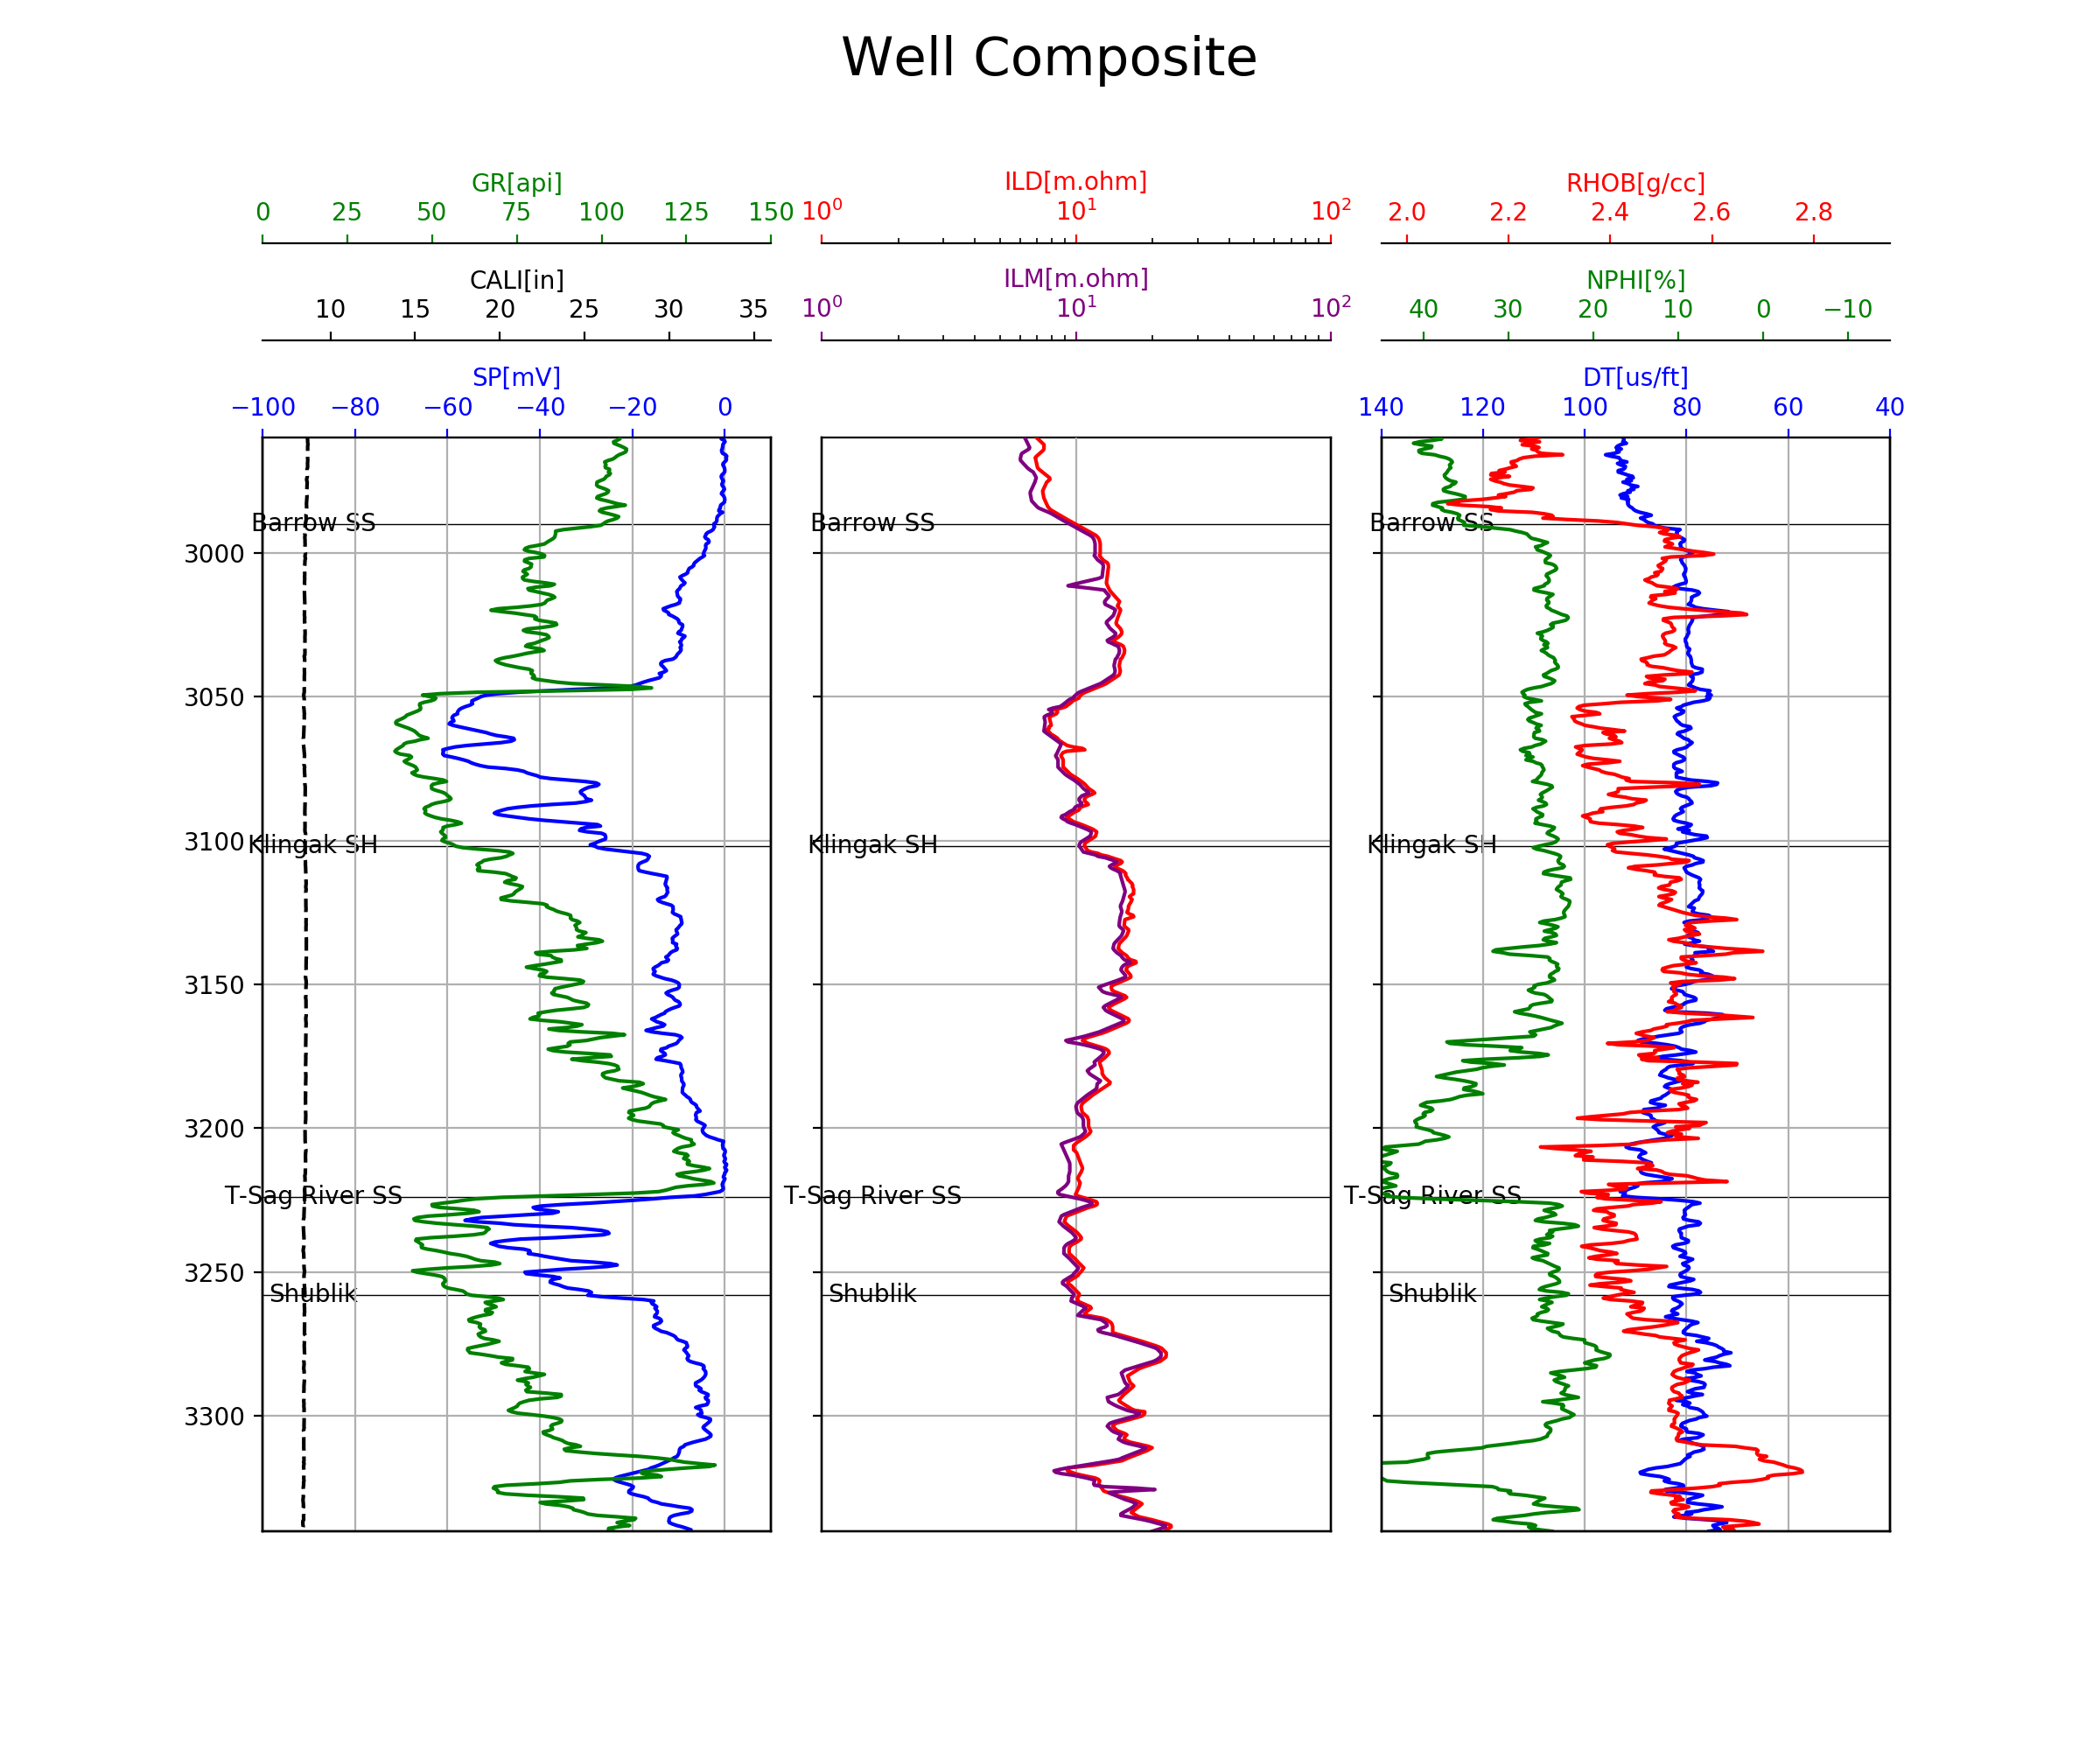 Well Composite
GR[api]
0 25 50 75 100 125 150
CALI[in]
10 15 20 25 30 35
SP[mV]
−100 −80 −60 −40 −20 0
ILD[m.ohm]
10⁰ 10¹ 10²
ILM[m.ohm]
10⁰ 10¹ 10²
RHOB[g/cc]
2.0 2.2 2.4 2.6 2.8
NPHI[%]
40 30 20 10 0 −10
DT[us/ft]
140 120 100 80 60 40
Barrow SS Barrow SS Barrow SS
3000
3050
3100
Klingak SH Klingak SH Klingak SH
3150
3200
T-Sag River SS T-Sag River SS T-Sag River SS
3250
Shublik Shublik Shublik
3300